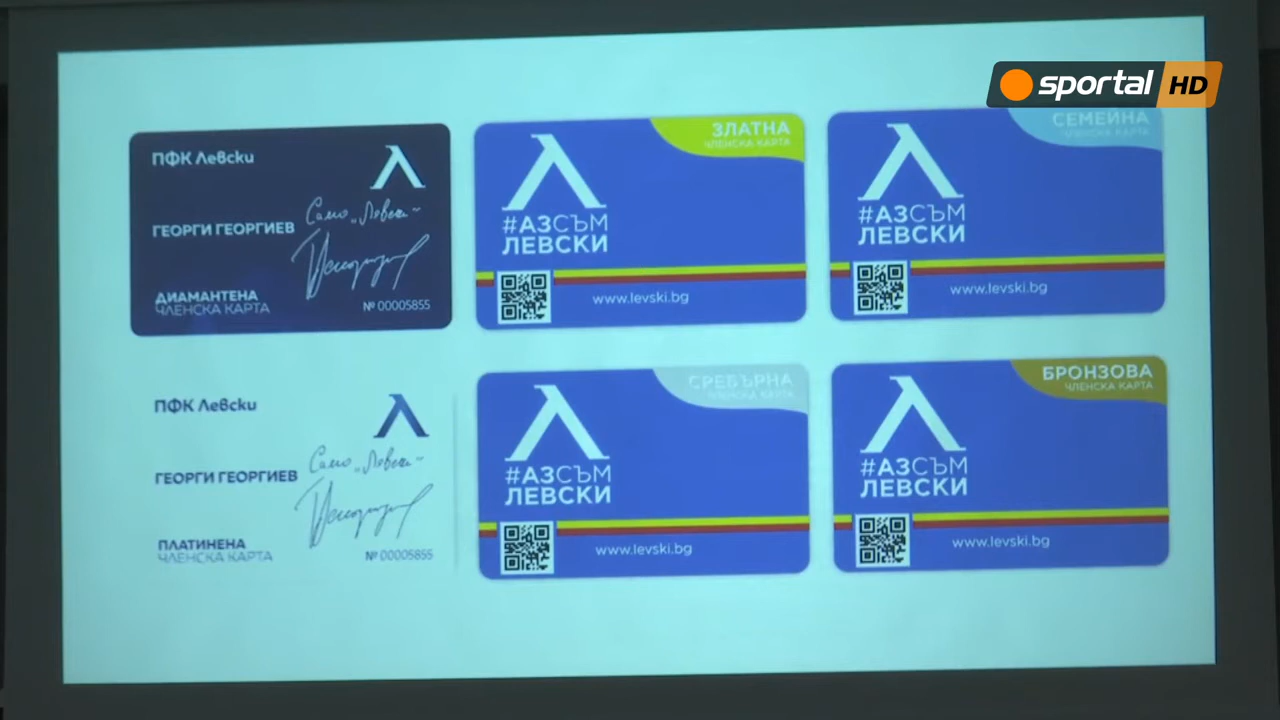 sportal HD
ПФК Левски
ГЕОРГИ ГЕОРГИЕВ
Само „Левски“
ДИАМАНТЕНА
ЧЛЕНСКА КАРТА
№ 00005855
ЗЛАТНА
ЧЛЕНСКА КАРТА
#АЗСЪМ
ЛЕВСКИ
www.levski.bg
СЕМЕЙНА
ЧЛЕНСКА КАРТА
#АЗСЪМ
ЛЕВСКИ
www.levski.bg
ПФК Левски
ГЕОРГИ ГЕОРГИЕВ
Само „Левски“
ПЛАТИНЕНА
ЧЛЕНСКА КАРТА
№ 00005855
СРЕБЪРНА
ЧЛЕНСКА КАРТА
#АЗСЪМ
ЛЕВСКИ
www.levski.bg
БРОНЗОВА
ЧЛЕНСКА КАРТА
#АЗСЪМ
ЛЕВСКИ
www.levski.bg